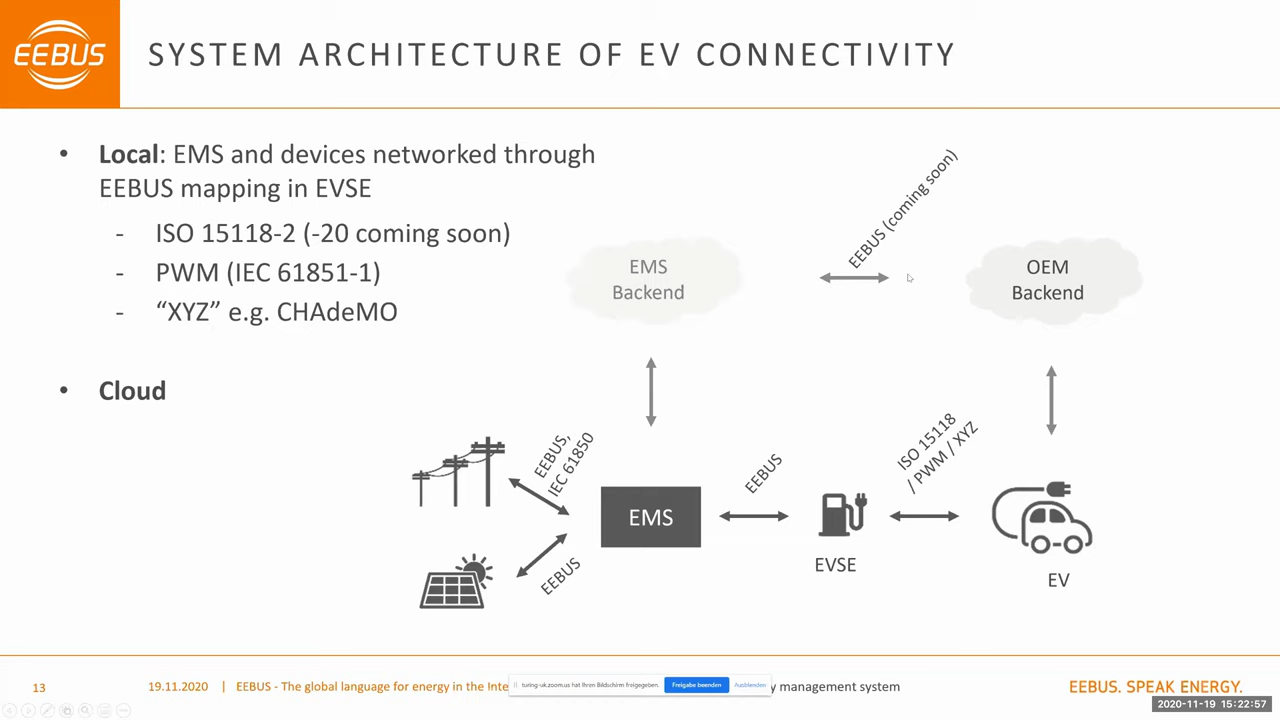 EEBUS
SYSTEM ARCHITECTURE OF EV CONNECTIVITY
• Local: EMS and devices networked through
EEBUS mapping in EVSE
- ISO 15118-2 (-20 coming soon)
- PWM (IEC 61851-1)
- “XYZ” e.g. CHAdeMO
• Cloud
EMS
Backend
EEBUS (coming soon)
OEM
Backend
EEBUS,
IEC 61850
EEBUS
EMS
EEBUS
EVSE
ISO 15118
/ PWM / XYZ
EV
13
19.11.2020 | EEBUS - The global language for energy in the Inte
turing-uk.zoom.us hat Ihren Bildschirm freigegeben.
Freigabe beenden
Ausblenden
y management system
EEBUS. SPEAK ENERGY.
2020-11-19 15:22:57